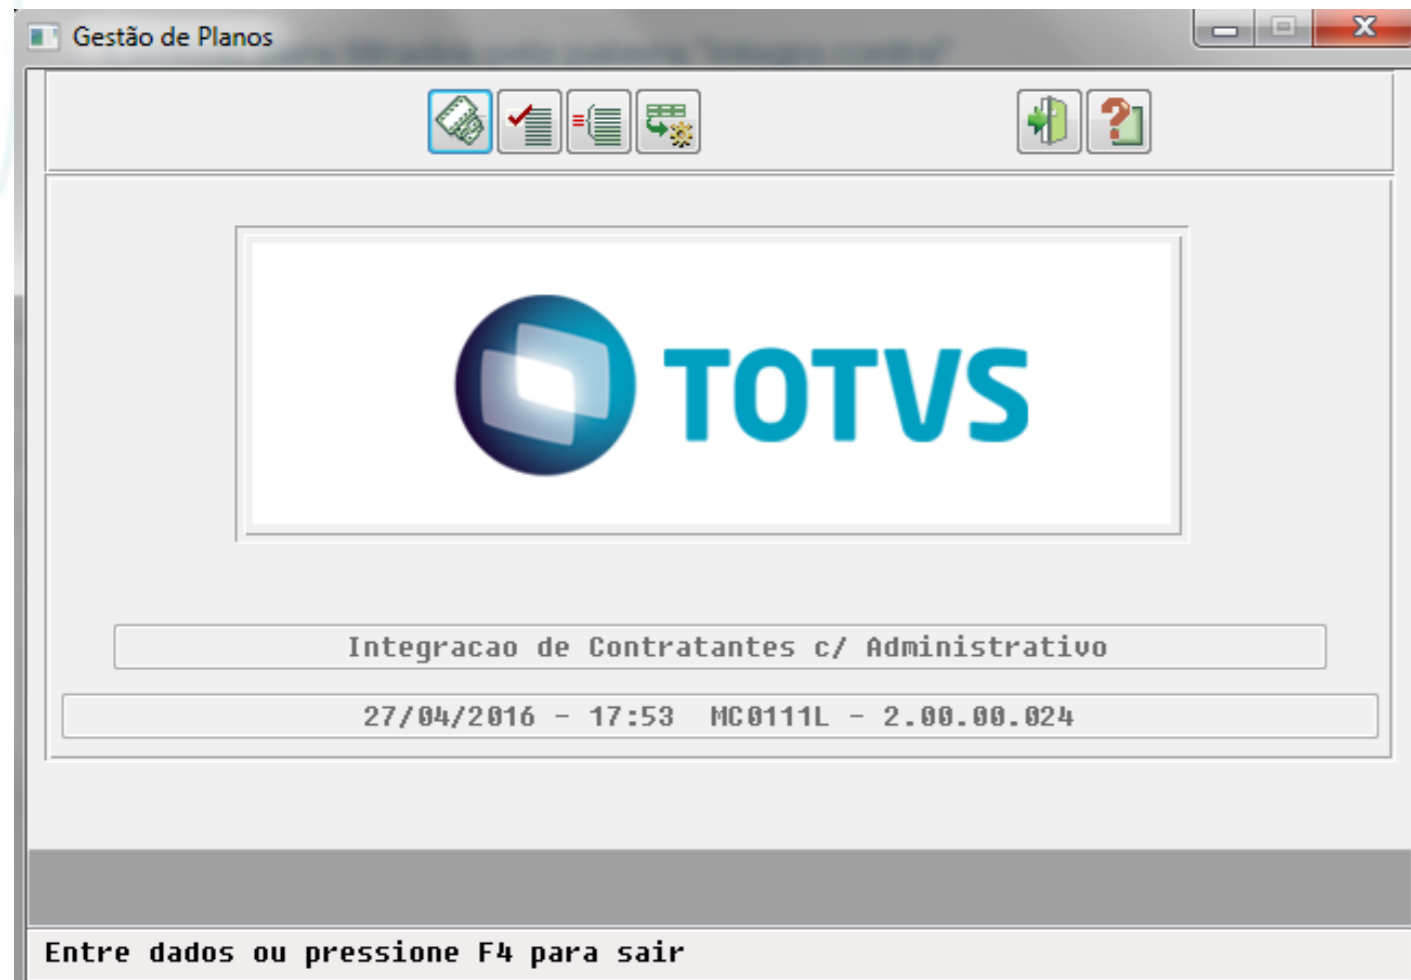 Gestão de Planos
TOTVS
Integracao de Contratantes c/ Administrativo
27/04/2016 - 17:53 MC0111L - 2.00.00.024
Entre dados ou pressione F4 para sair